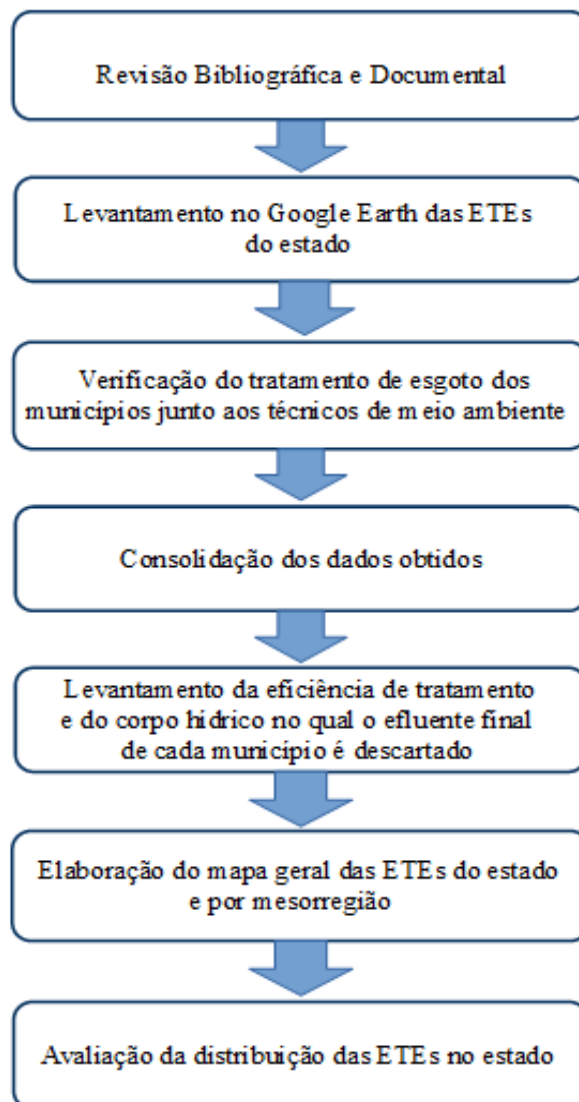 Revisão Bibliográfica e Documental
Levantamento no Google Earth das ETEs
do estado
Verificação do tratamento de esgoto dos
municípios junto aos técnicos de meio ambiente
Consolidação dos dados obtidos
Levantamento da eficiência de tratamento
e do corpo hídrico no qual o efluente final
de cada município é descartado
Elaboração do mapa geral das ETEs do estado
e por mesorregião
Avaliação da distribuição das ETEs no estado